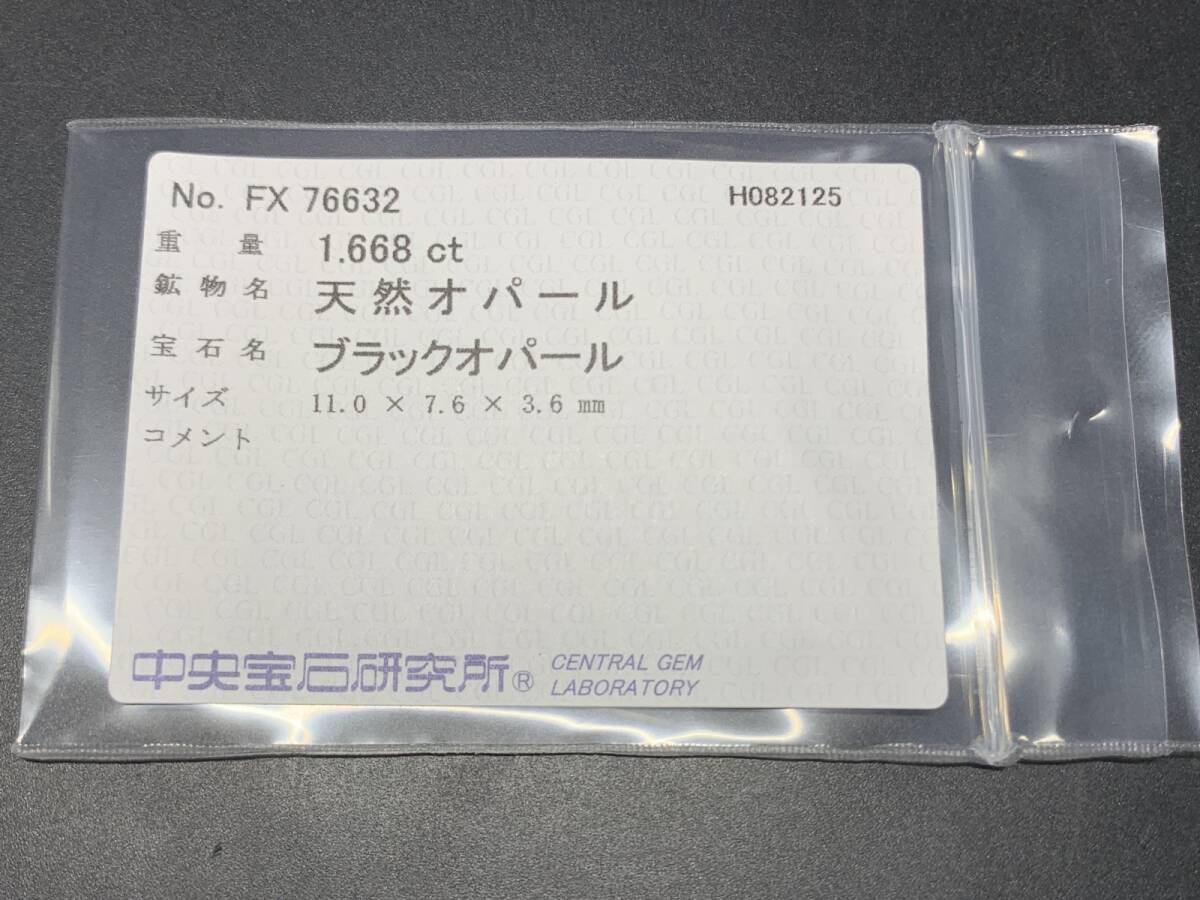 No. FX 76632 H082125
重量 1.668 ct
鉱物名 天然オパール
宝石名 ブラックオパール
サイズ 11.0 × 7.6 × 3.6 mm
コメント
中央宝石研究所® CENTRAL GEM
LABORATORY